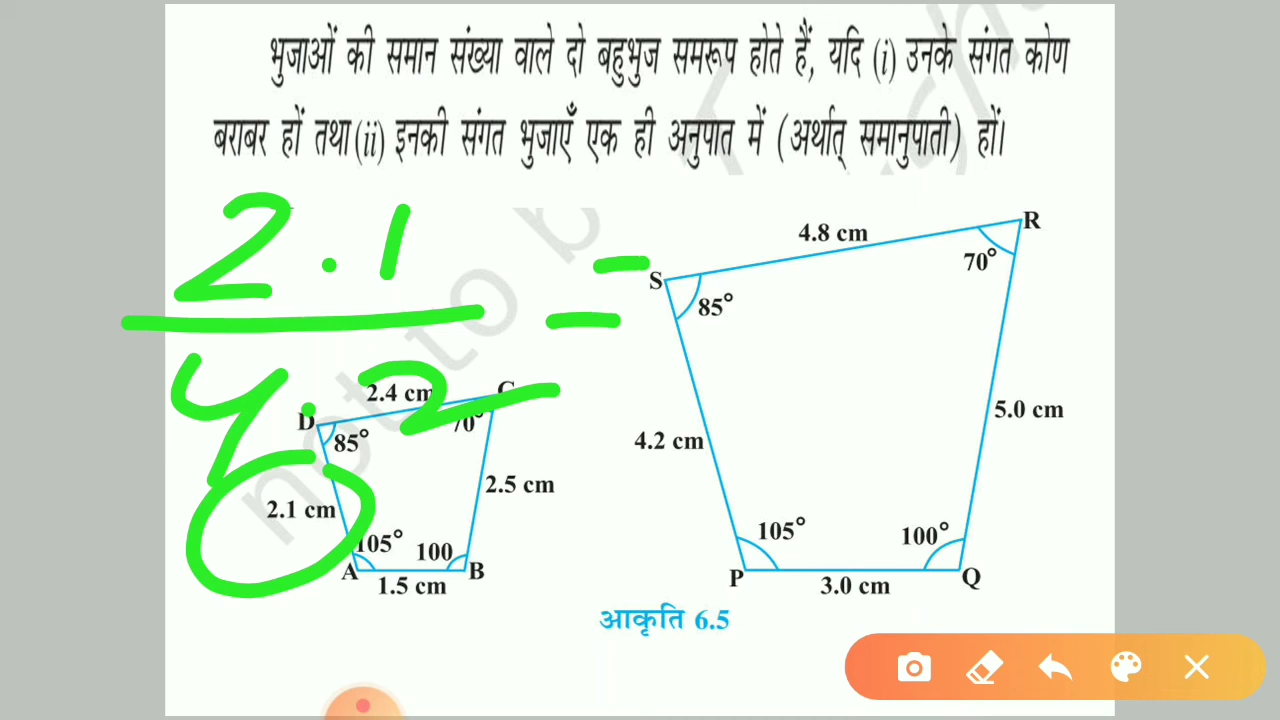 भुजाओं की समान संख्या वाले दो बहुभुज समरूप होते हैं, यदि (i) उनके संगत कोण
बराबर हों तथा (ii) इनकी संगत भुजाएँ एक ही अनुपात में (अर्थात् समानुपाती) हों।
2.1 =
4.2
4.8 cm
R
70°
S
85°
2.4 cm
C
D
85°
70°
4.2 cm
5.0 cm
2.1 cm
2.5 cm
105°
100
105°
100°
A
B
1.5 cm
P
3.0 cm
Q
आकृति 6.5
not to b